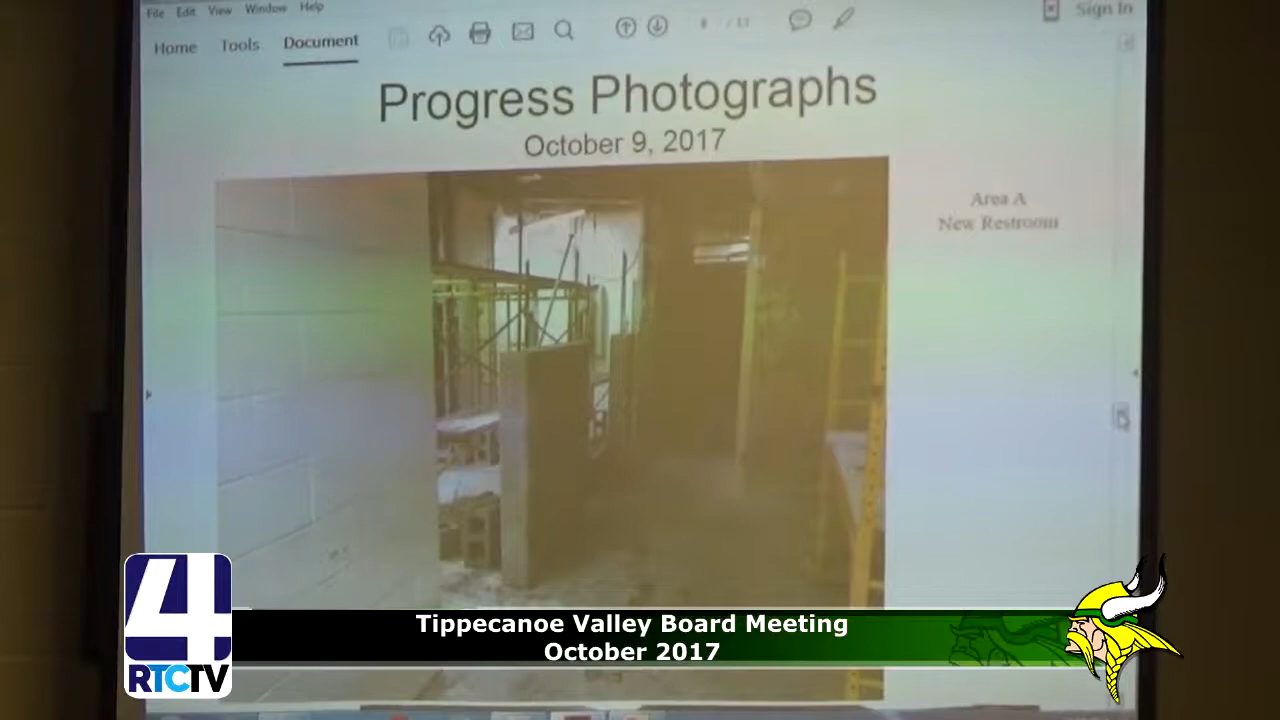 File Edit View Window Help
Home Tools Document
Sign In
Progress Photographs
October 9, 2017
Area A
New Restroom
4
RTCTV
Tippecanoe Valley Board Meeting
October 2017